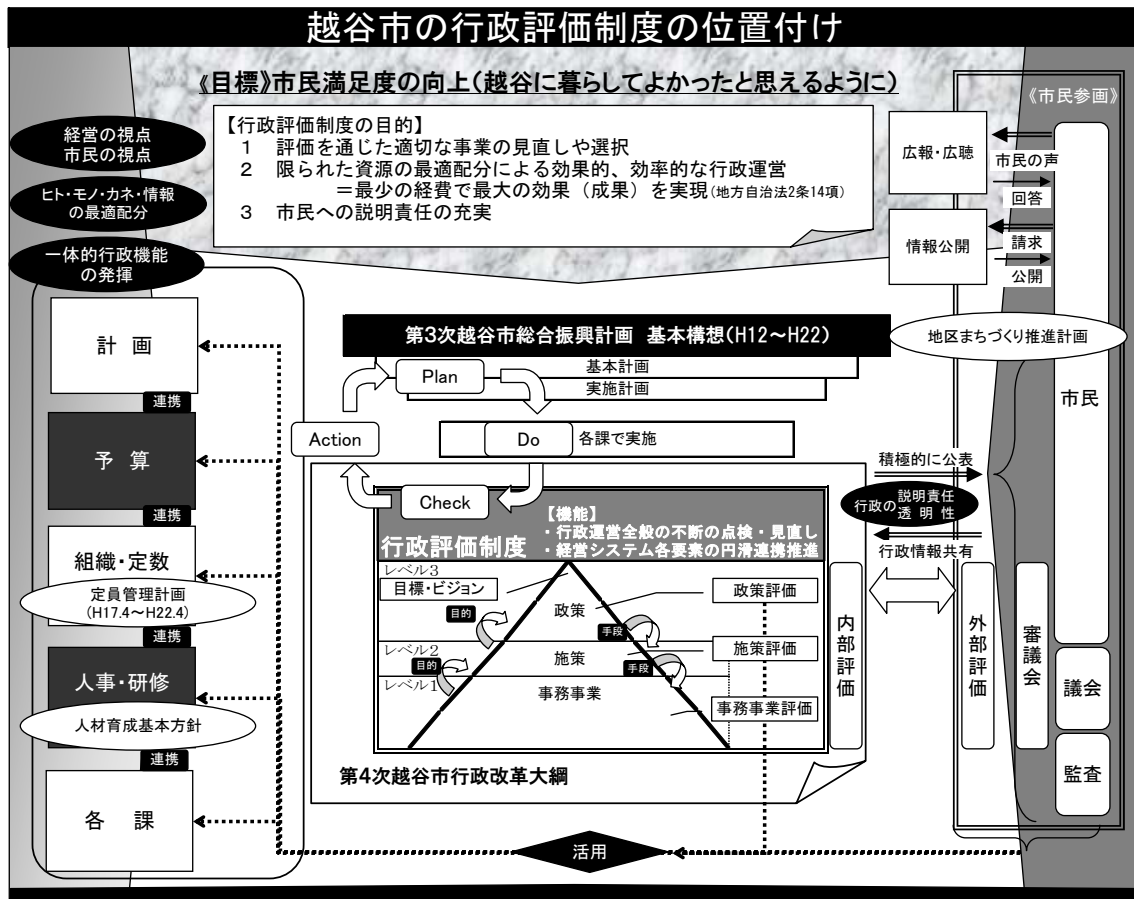 越谷市の行政評価制度の位置付け
《目標》市民満足度の向上(越谷に暮らしてよかったと思えるように)
経営の視点
市民の視点
ヒト・モノ・カネ・情報
の最適配分
一体的行政機能
の発揮
【行政評価制度の目的】
1 評価を通じた適切な事業の見直しや選択
2 限られた資源の最適配分による効果的、効率的な行政運営
=最少の経費で最大の効果(成果)を実現(地方自治法2条14項)
3 市民への説明責任の充実
《市民参画》
広報・広聴
市民の声
回答
情報公開
請求
公開
地区まちづくり推進計画
市民
計 画
連携
予 算
連携
組織・定数
定員管理計画
(H17.4~H22.4)
連携
人事・研修
人材育成基本方針
連携
各 課
第3次越谷市総合振興計画 基本構想(H12~H22)
基本計画
実施計画
Plan
Action
Do
各課で実施
Check
行政評価制度
【機能】
・行政運営全般の不断の点検・見直し
・経営システム各要素の円滑連携推進
レベル3
目標・ビジョン
政策
政策評価
目的
手段
レベル2
施策
施策評価
目的
手段
レベル1
事務事業
事務事業評価
第4次越谷市行政改革大綱
内部評価
積極的に公表
行政の
説明責任
透明性
行政情報共有
外部評価
審議会
議会
監査
活用